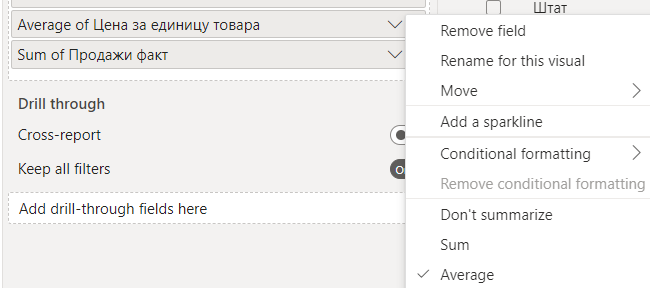 Average of Цена за единицу товара
Sum of Продажи факт
Drill through
Cross-report
Keep all filters
Add drill-through fields here
Штат
Remove field
Rename for this visual
Move
Add a sparkline
Conditional formatting
Remove conditional formatting
Don't summarize
Sum
Average